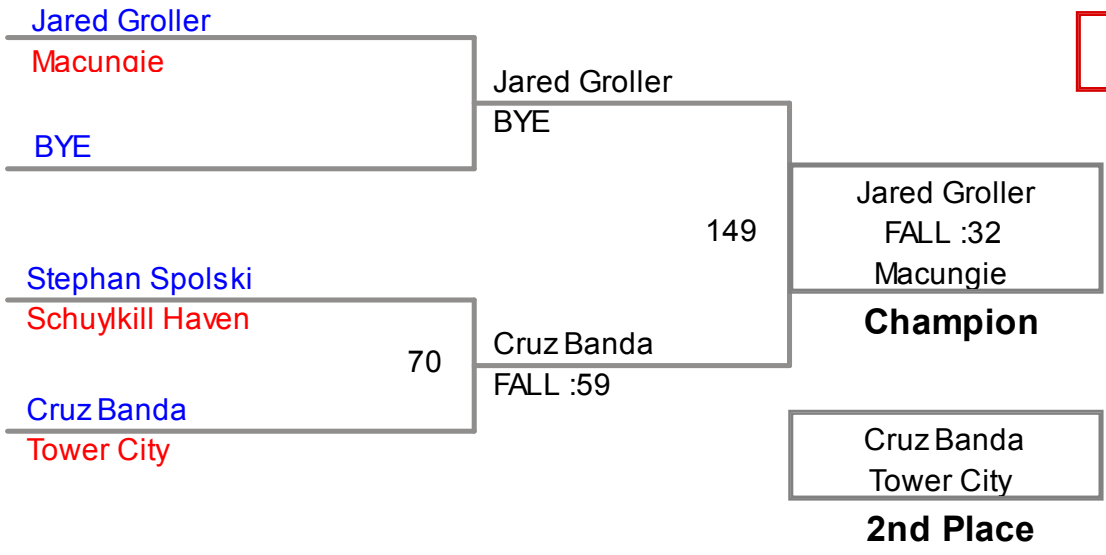 Jared Groller
Macungie
BYE
Stephan Spolski
Schuylkill Haven
70
Cruz Banda
Tower City
Jared Groller
BYE
149
Cruz Banda
FALL :59
Jared Groller
FALL :32
Macungie
Champion
Cruz Banda
Tower City
2nd Place